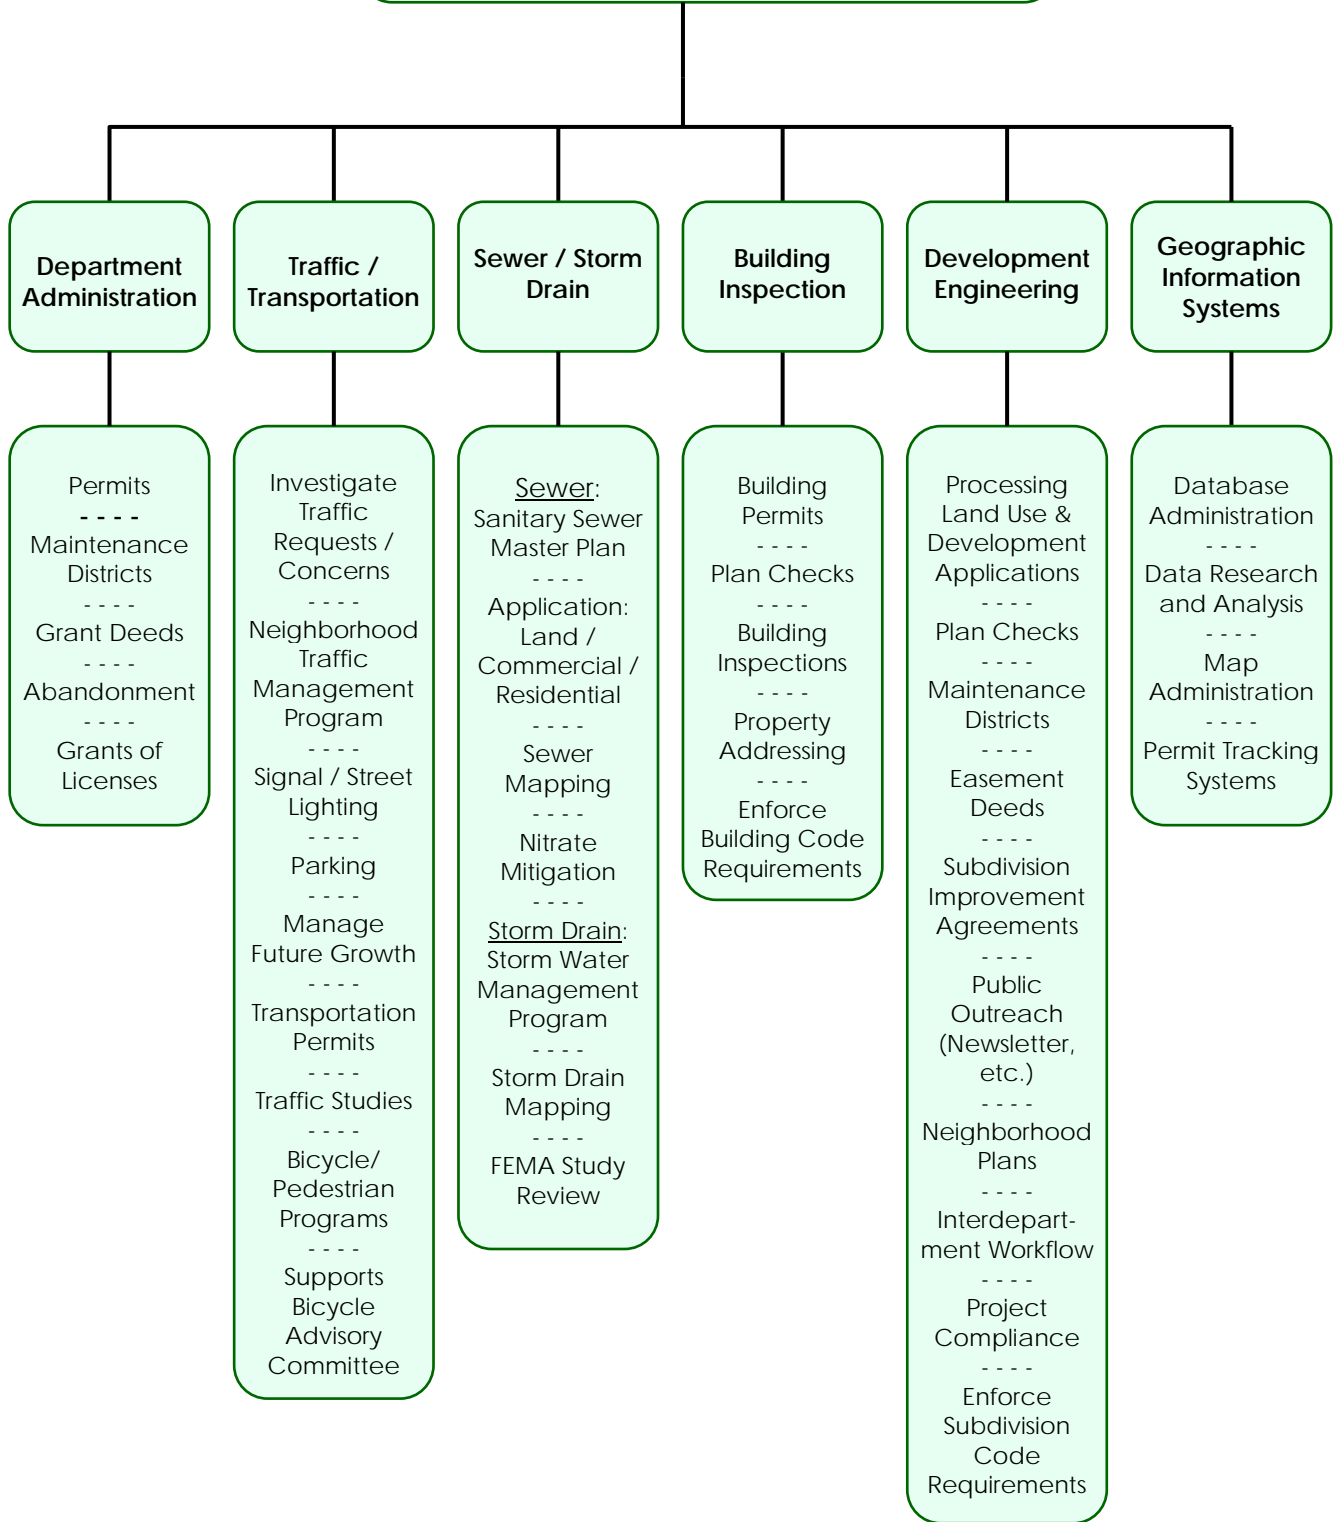 Department
Administration
Traffic /
Transportation
Sewer / Storm
Drain
Building
Inspection
Development
Engineering
Geographic
Information
Systems
Permits
- - - -
Maintenance
Districts
- - - -
Grant Deeds
- - - -
Abandonment
- - - -
Grants of
Licenses
Investigate
Traffic
Requests /
Concerns
- - - -
Neighborhood
Traffic
Management
Program
- - - -
Signal / Street
Lighting
- - - -
Parking
- - - -
Manage
Future Growth
- - - -
Transportation
Permits
- - - -
Traffic Studies
- - - -
Bicycle/
Pedestrian
Programs
- - - -
Supports
Bicycle
Advisory
Committee
Sewer:
Sanitary Sewer
Master Plan
- - - -
Application:
Land /
Commercial /
Residential
- - - -
Sewer
Mapping
- - - -
Nitrate
Mitigation
- - - -
Storm Drain:
Storm Water
Management
Program
- - - -
Storm Drain
Mapping
- - - -
FEMA Study
Review
Building
Permits
- - - -
Plan Checks
- - - -
Building
Inspections
- - - -
Property
Addressing
- - - -
Enforce
Building Code
Requirements
Processing
Land Use &
Development
Applications
- - - -
Plan Checks
- - - -
Maintenance
Districts
- - - -
Easement
Deeds
- - - -
Subdivision
Improvement
Agreements
- - - -
Public
Outreach
(Newsletter,
etc.)
- - - -
Neighborhood
Plans
- - - -
Interdepart-
ment Workflow
- - - -
Project
Compliance
- - - -
Enforce
Subdivision
Code
Requirements
Database
Administration
- - - -
Data Research
and Analysis
- - - -
Map
Administration
- - - -
Permit Tracking
Systems